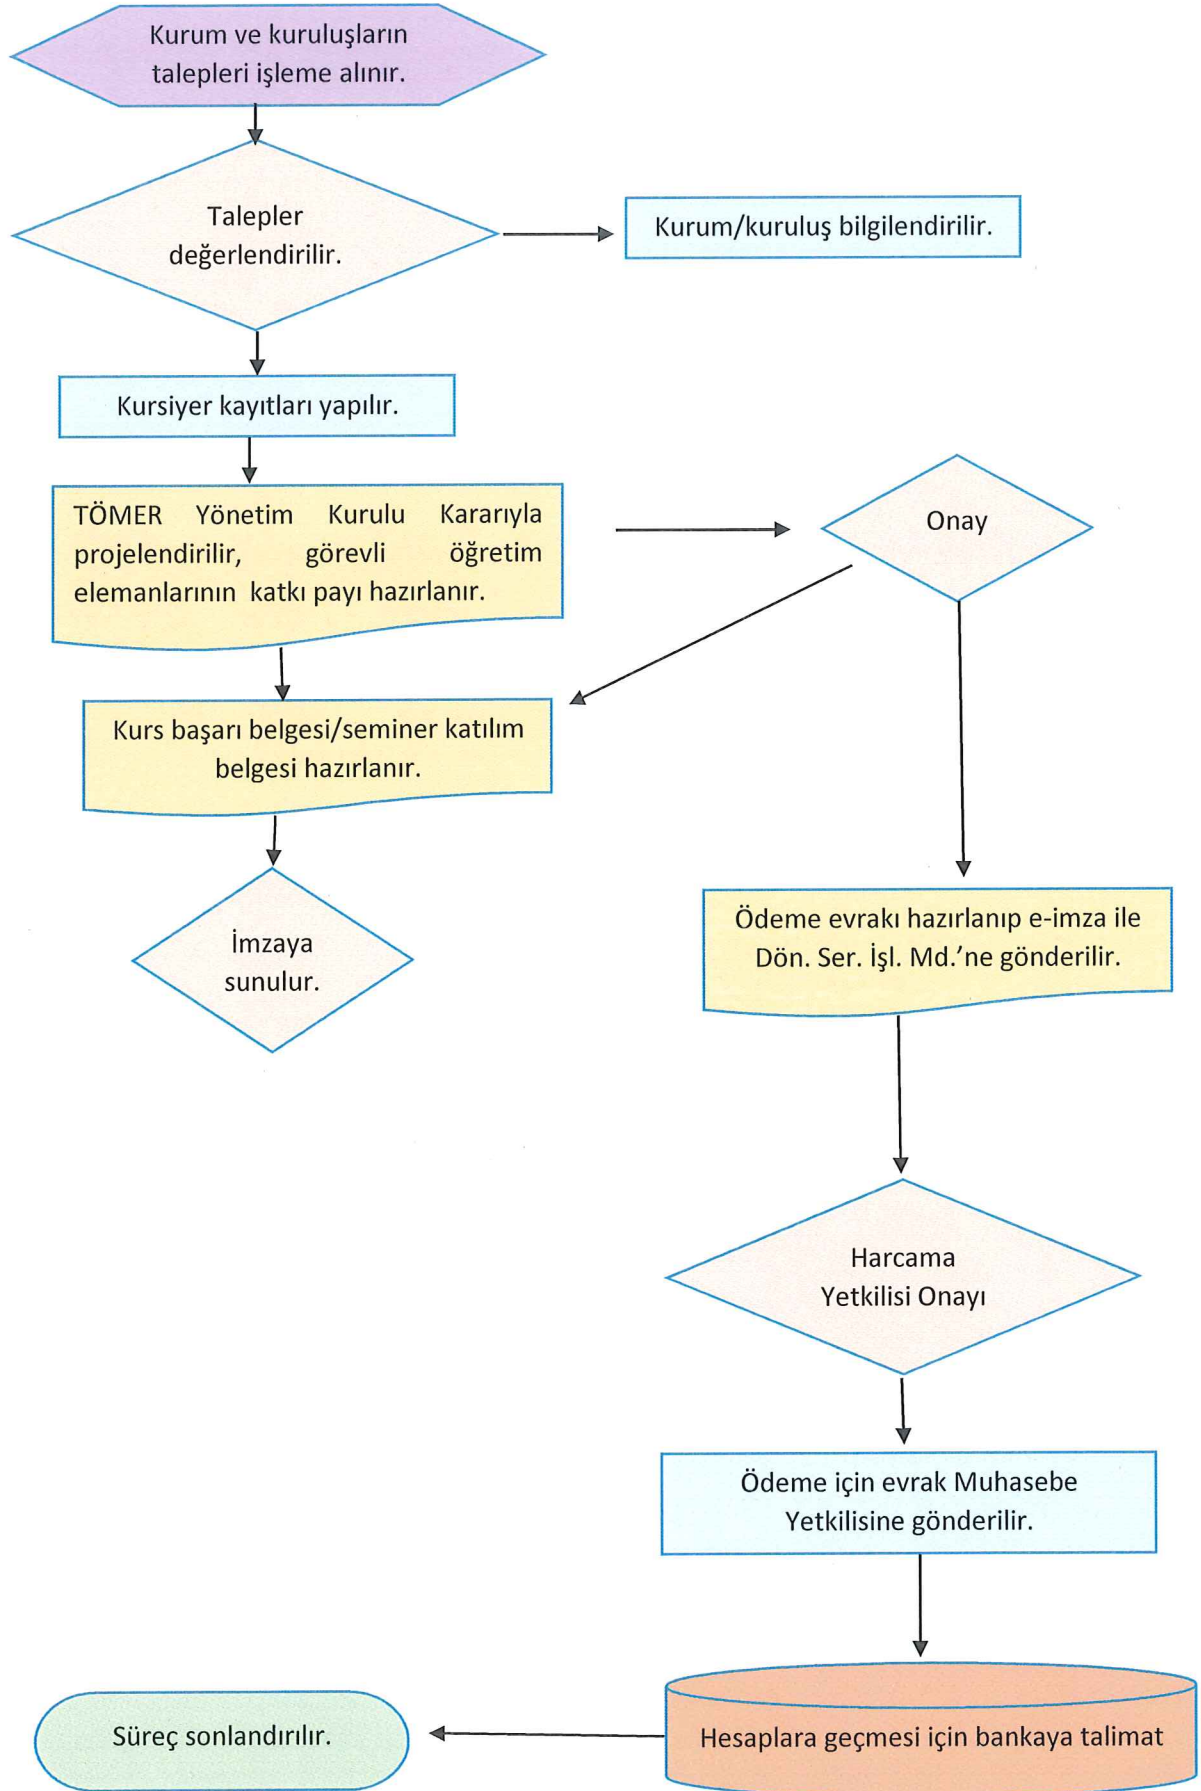 Kurum ve kuruluşların
talepleri işleme alınır.
Talepler
değerlendirilir.
Kurum/kuruluş bilgilendirilir.
Kursiyer kayıtları yapılır.
TÖMER Yönetim Kurulu Kararıyla
projelendirilir, görevli öğretim
elemanlarının katkı payı hazırlanır.
Onay
Kurs başarı belgesi/seminer katılım
belgesi hazırlanır.
İmzaya
sunulur.
Ödeme evrakı hazırlanıp e-imza ile
Dön. Ser. İşl. Md.’ne gönderilir.
Harcama
Yetkilisi Onayı
Ödeme için evrak Muhasebe
Yetkilisine gönderilir.
Hesaplara geçmesi için bankaya talimat
Süreç sonlandırılır.